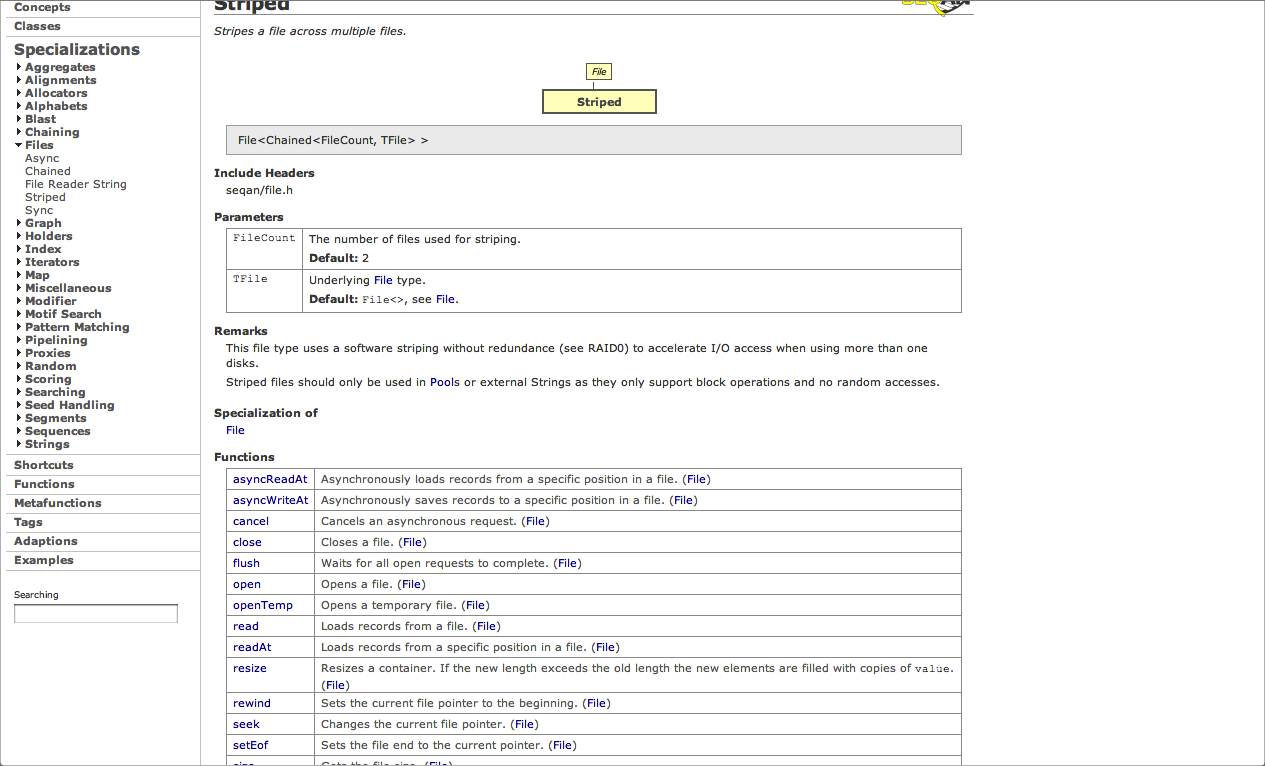 Concepts
Classes
Specializations
Aggregates
Alignments
Allocators
Alphabets
Blast
Chaining
Files
Async
Chained
File Reader String
Striped
Sync
Graph
Holders
Index
Iterators
Map
Miscellaneous
Modifier
Motif Search
Pattern Matching
Pipelining
Proxies
Random
Scoring
Searching
Seed Handling
Segments
Sequences
Strings
Shortcuts
Functions
Metafunctions
Tags
Adaptions
Examples
Searching
Striped
Stripes a file across multiple files.
File
Striped
File<Chained<FileCount, TFile> >
Include Headers
seqan/file.h
Parameters
FileCount The number of files used for striping.
Default: 2
TFile Underlying File type.
Default: File<>, see File.
Remarks
This file type uses a software striping without redundance (see RAID0) to accelerate I/O access when using more than one
disks.
Striped files should only be used in Pools or external Strings as they only support block operations and no random accesses.
Specialization of
File
Functions
asyncReadAt Asynchronously loads records from a specific position in a file. (File)
asyncWriteAt Asynchronously saves records to a specific position in a file. (File)
cancel Cancels an asynchronous request. (File)
close Closes a file. (File)
flush Waits for all open requests to complete. (File)
open Opens a file. (File)
openTemp Opens a temporary file. (File)
read Loads records from a file. (File)
readAt Loads records from a specific position in a file. (File)
resize Resizes a container. If the new length exceeds the old length the new elements are filled with copies of value.
(File)
rewind Sets the current file pointer to the beginning. (File)
seek Changes the current file pointer. (File)
setEof Sets the file end to the current pointer. (File)
size Gets the file size. (File)